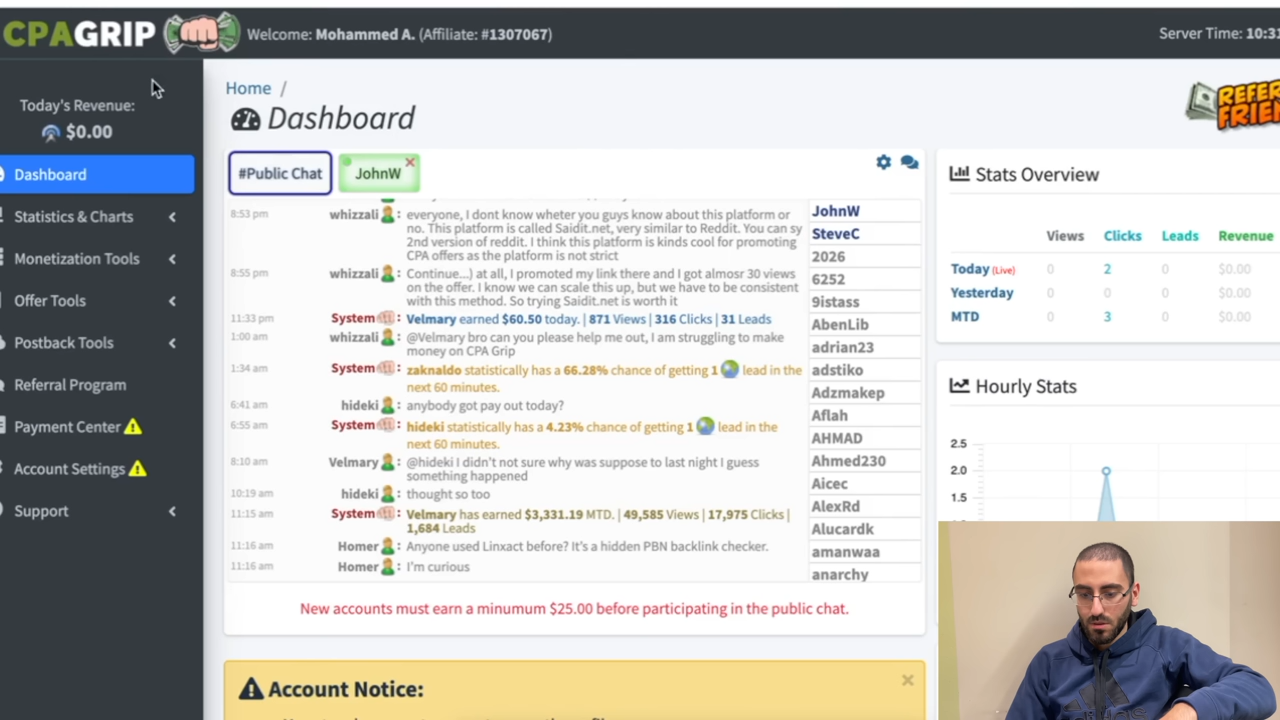 CPAGRIP
Welcome: Mohammed A. (Affiliate: #1307067)
Server Time: 10:31
Today's Revenue:
$0.00
Dashboard
Statistics & Charts
Monetization Tools
Offer Tools
Postback Tools
Referral Program
Payment Center
Account Settings
Support
Home /
Dashboard
#Public Chat
JohnW
8:53 pm whizzali : everyone, I dont know wheter you guys know about this platform or
no. This platform is called Saidit.net, very similar to Reddit. You can sy
2nd version of reddit. I think this platform is kinds cool for promoting
CPA offers as the platform is not strict
8:55 pm whizzali : Continue...) at all, I promoted my link there and I got almosr 30 views
on the offer. I know we can scale this up, but we have to be consistent
with this method. So trying Saidit.net is worth it
11:33 pm System : Velmary earned $60.50 today. | 871 Views | 316 Clicks | 31 Leads
1:00 am whizzali : @Velmary bro can you please help me out, I am struggling to make
money on CPA Grip
1:34 am System : zaknaldo statistically has a 66.28% chance of getting 1 lead in the
next 60 minutes.
6:41 am hideki : anybody got pay out today?
6:55 am System : hideki statistically has a 4.23% chance of getting 1 lead in the
next 60 minutes.
8:10 am Velmary : @hideki I didn't not sure why was suppose to last night I guess
something happened
10:19 am hideki : thought so too
11:15 am System : Velmary has earned $3,331.19 MTD. | 49,585 Views | 17,975 Clicks |
1,684 Leads
11:16 am Homer : Anyone used Linxact before? It's a hidden PBN backlink checker.
11:16 am Homer : I'm curious
JohnW
SteveC
2026
6252
9istass
AbenLib
adrian23
adstiko
Adzmakep
Aflah
AHMAD
Ahmed230
Aicec
AlexRd
Alucardk
amanwaa
anarchy
New accounts must earn a minumum $25.00 before participating in the public chat.
Account Notice:
REFER
FRIEN
Stats Overview
Views Clicks Leads Revenue
Today (Live) 0 2 0 $0.00
Yesterday 0 0 0 $0.00
MTD 0 3 0 $0.00
Hourly Stats
2.5
2.0
1.5
adidas